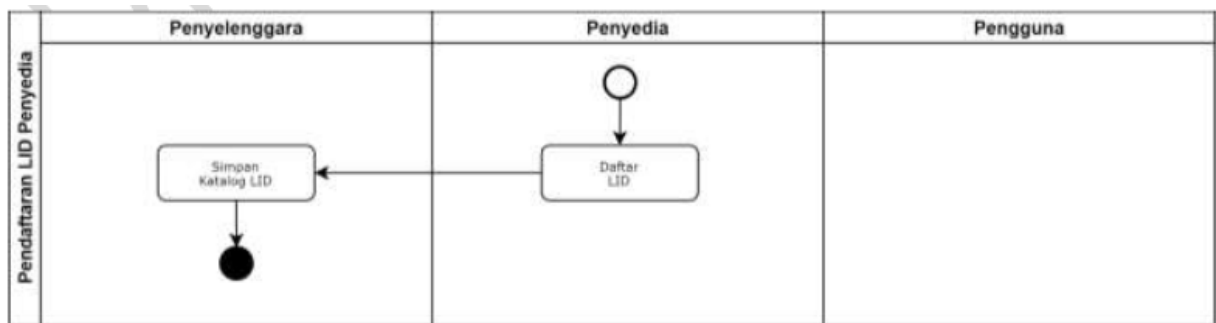 Penyelenggara
Penyedia
Pengguna
Pendaftaran LID Penyedia
Simpan
Katalog LID
Daftar
LID